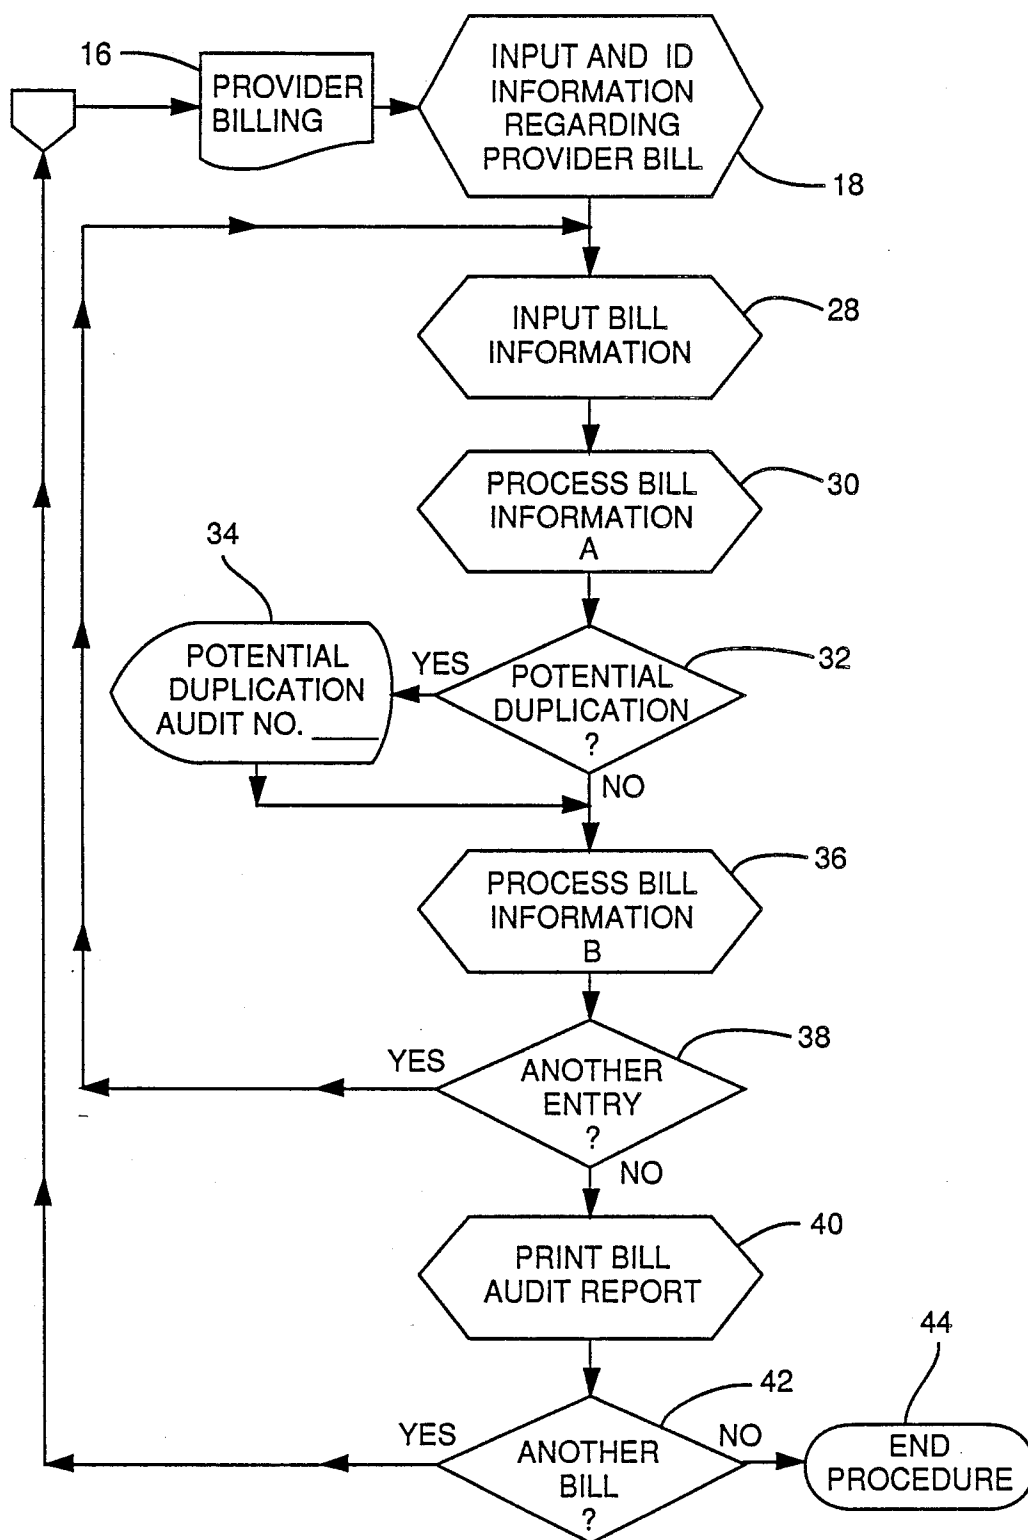 16
PROVIDER
BILLING
INPUT AND ID
INFORMATION
REGARDING
PROVIDER BILL
18
INPUT BILL
INFORMATION
28
PROCESS BILL
INFORMATION
A
30
34
POTENTIAL
DUPLICATION
AUDIT NO. _____
YES
POTENTIAL
DUPLICATION
?
32
NO
PROCESS BILL
INFORMATION
B
36
YES
ANOTHER
ENTRY
?
38
NO
PRINT BILL
AUDIT REPORT
40
YES
ANOTHER
BILL
?
42
NO
44
END
PROCEDURE